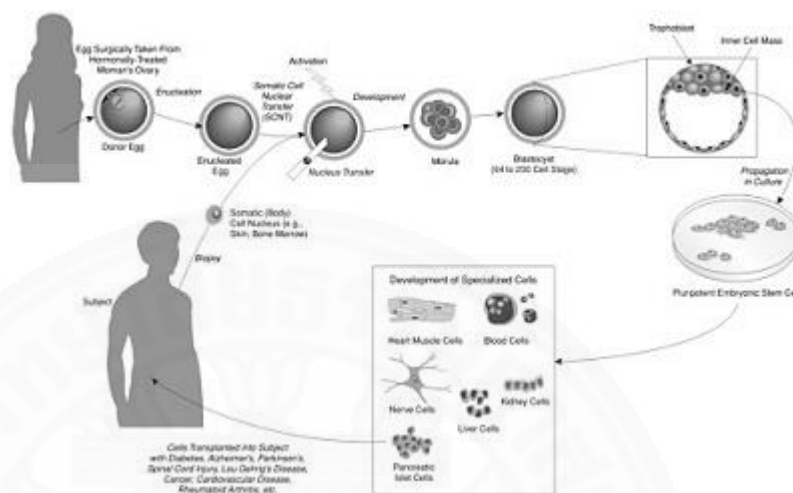 Egg Surgically Taken From
Hormonally-Treated
Woman's Ovary
Enucleation
Donor Egg
Enucleated
Egg
Somatic Cell
Nuclear
Transfer
(SCNT)
Activation
Nucleus Transfer
Development
Morula
Blastocyst
(64 to 200 Cell Stage)
Trophoblast
Inner Cell Mass
Propagation
in Culture
Pluripotent Embryonic Stem Ce
Somatic (Body)
Cell Nucleus (e.g.,
Skin, Bone Marrow)
Biopsy
Subject
Development of Specialized Cells
Heart Muscle Cells
Blood Cells
Nerve Cells
Kidney Cells
Liver Cells
Pancreatic
Islet Cells
Cells Transplanted into Subject
with Diabetes, Alzheimer's, Parkinson's,
Spinal Cord Injury, Lou Gehrig's Disease,
Cancer, Cardiovascular Disease,
Rheumatoid Arthritis, etc.